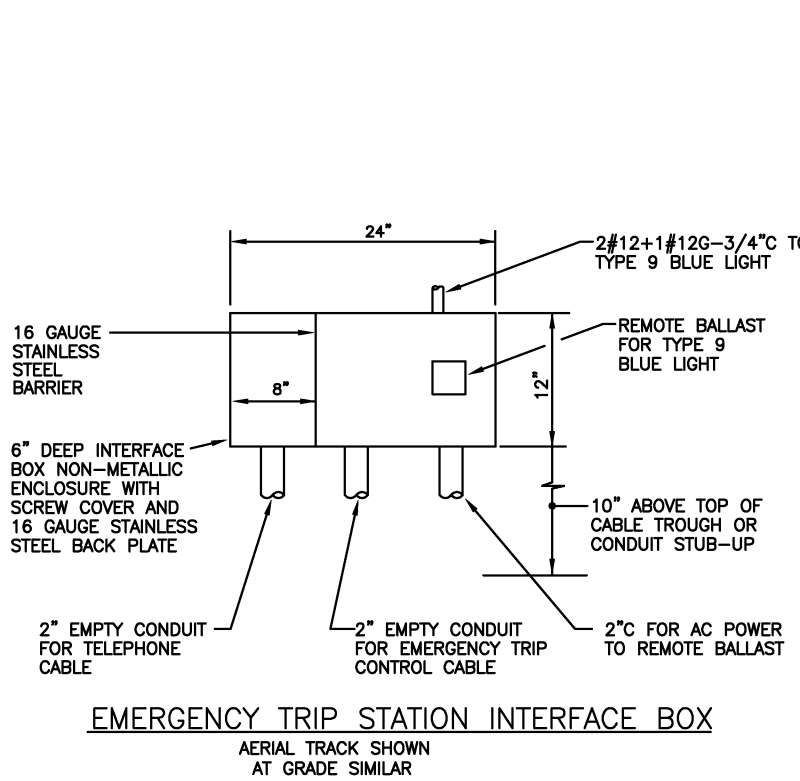 24"
2#12+1#12G-3/4"C
TYPE 9 BLUE LIGHT
16 GAUGE
STAINLESS
STEEL
BARRIER
REMOTE BALLAST
FOR TYPE 9
BLUE LIGHT
8"
12"
6" DEEP INTERFACE
BOX NON-METALLIC
ENCLOSURE WITH
SCREW COVER AND
16 GAUGE STAINLESS
STEEL BACK PLATE
10" ABOVE TOP OF
CABLE TROUGH OR
CONDUIT STUB-UP
2" EMPTY CONDUIT
FOR TELEPHONE
CABLE
2" EMPTY CONDUIT
FOR EMERGENCY TRIP
CONTROL CABLE
2"C FOR AC POWER
TO REMOTE BALLAST
EMERGENCY TRIP STATION INTERFACE BOX
AERIAL TRACK SHOWN
AT GRADE SIMILAR